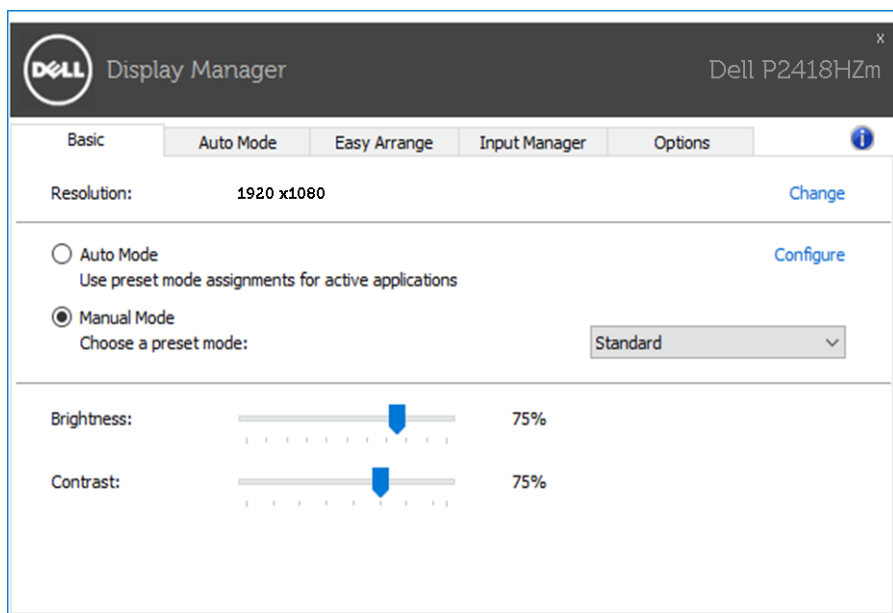 x
DELL Display Manager Dell P2418HZm
Basic Auto Mode Easy Arrange Input Manager Options i
Resolution: 1920 x1080 Change
Auto Mode Configure
Use preset mode assignments for active applications
Manual Mode
Choose a preset mode: Standard
Brightness: 75%
Contrast: 75%